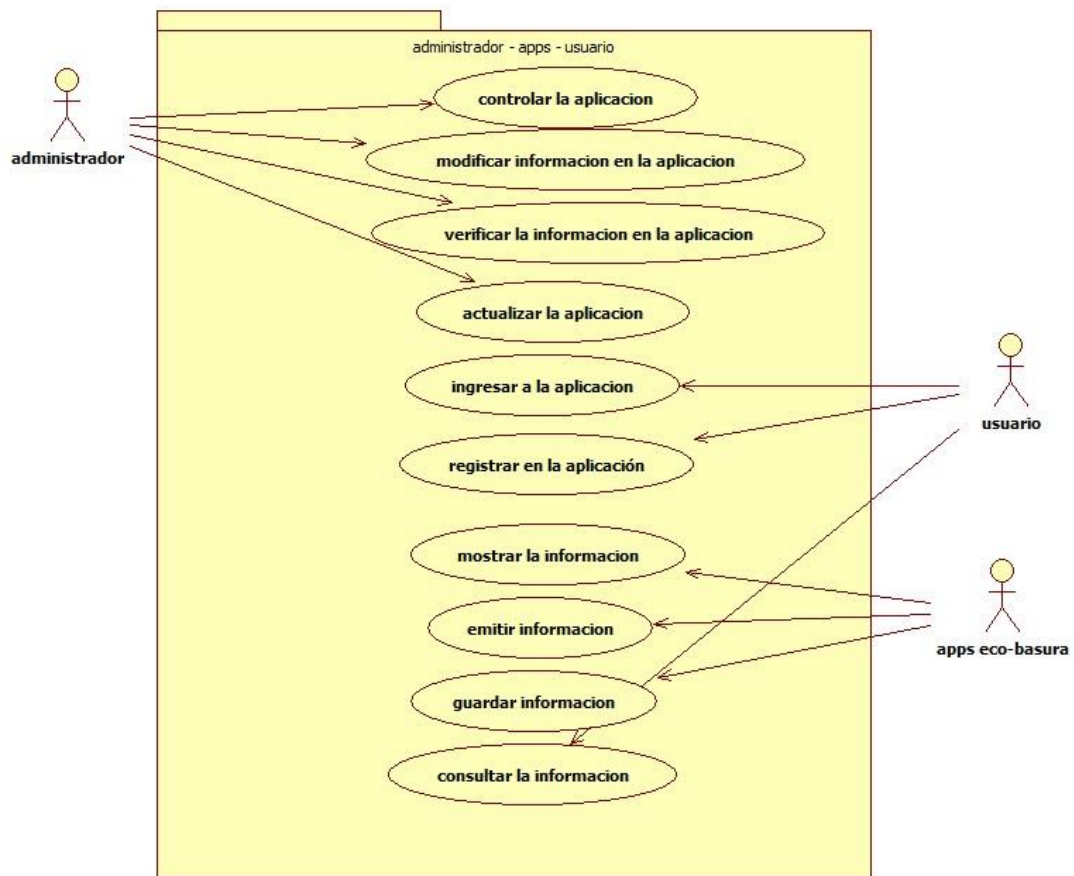 administrador - apps - usuario
controlar la aplicacion
administrador
modificar informacion en la aplicacion
verificar la informacion en la aplicacion
actualizar la aplicacion
ingresar a la aplicacion
usuario
registrar en la aplicación
mostrar la informacion
emitir informacion
apps eco-basura
guardar informacion
consultar la informacion